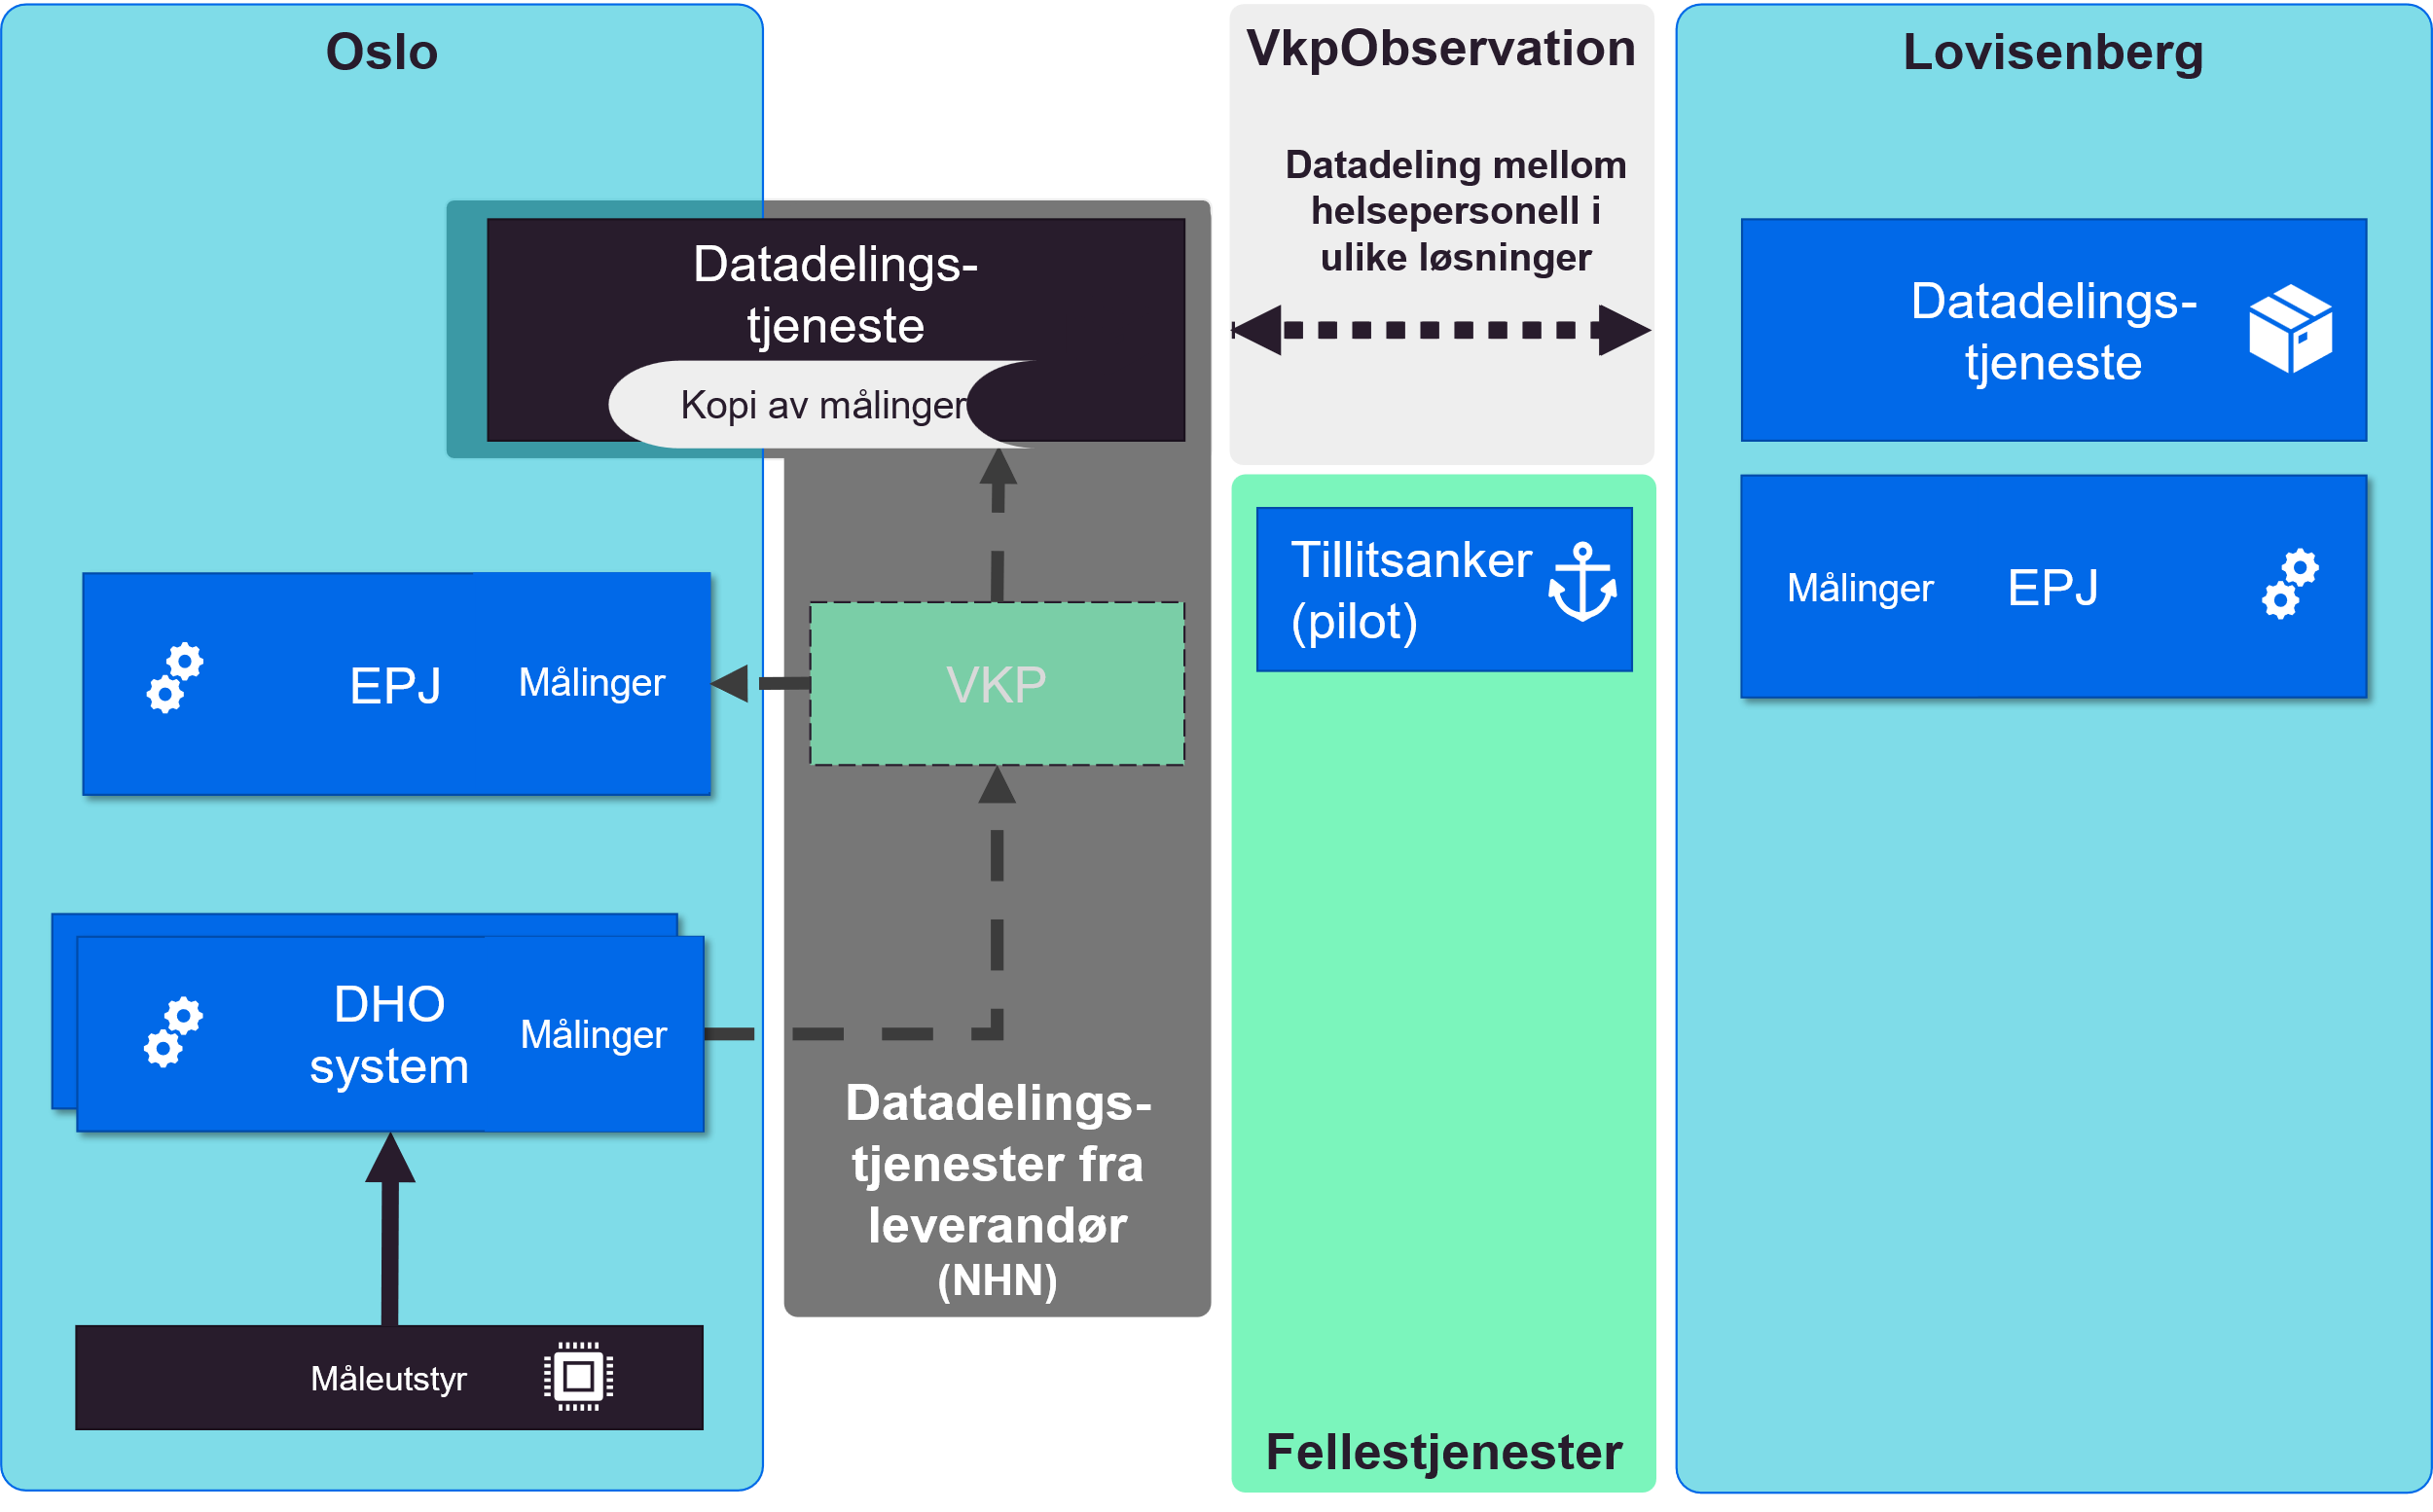 Oslo
Datadelings-
tjeneste
Kopi av målinger
EPJ
Målinger
VKP
DHO
system
Målinger
Datadelings-
tjenester fra
leverandør
(NHN)
Måleutstyr
VkpObservation
Datadeling mellom
helsepersonell i
ulike løsninger
Tillitsanker
(pilot)
Fellestjenester
Lovisenberg
Datadelings-
tjeneste
Målinger
EPJ